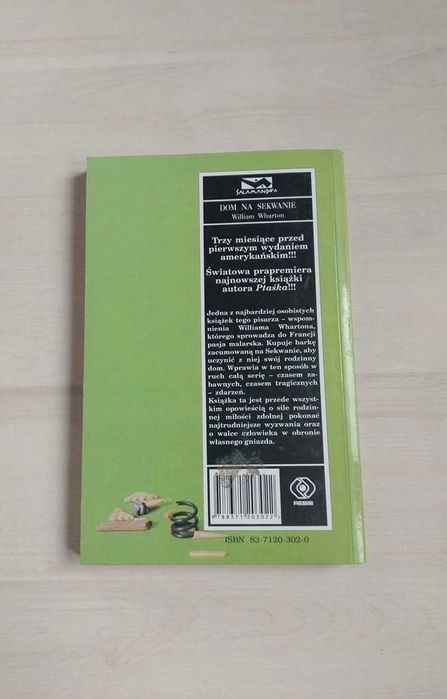 SALAMANDRA
DOM NA SEKWANIE
William Wharton
Trzy miesiące przed
pierwszym wydaniem
amerykańskim!!!
Światowa prapremiera
najnowszej książki
autora Ptaśka!!!
Jedna z najbardziej osobistych
książek tego pisarza – wspom-
nienia Williama Whartona,
którego sprowadza do Francji
pasja malarska. Kupuje barkę
zacumowaną na Sekwanie, aby
uczynić z niej swój rodzinny
dom. Wprawia w ten sposób w
ruch całą serię – czasem za-
bawnych, czasem tragicznych
– zdarzeń.
Książka ta jest przede wszyst-
kim opowieścią o sile rodzin-
nej miłości zdolnej pokonać
najtrudniejsze wyzwania oraz
o walce człowieka w obronie
własnego gniazda.
REBIS
9788371203022
ISBN 83-7120-302-0